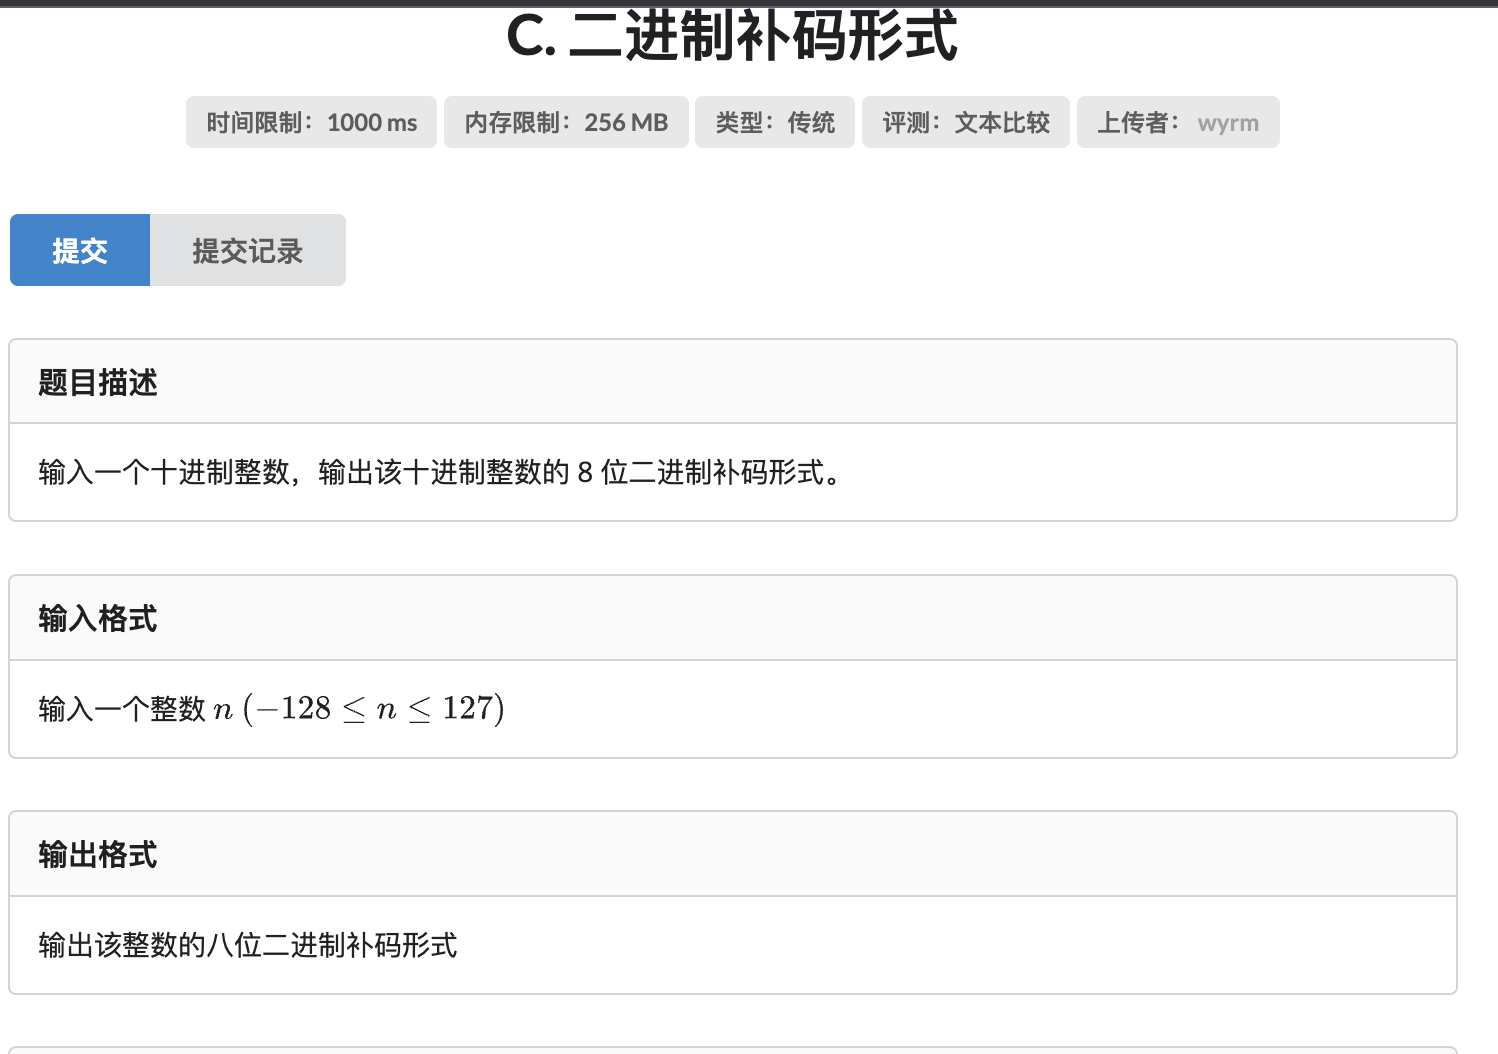 C. 二进制补码形式
时间限制：1000 ms 内存限制：256 MB 类型：传统 评测：文本比较 上传者： wyrm
提交 提交记录
题目描述
输入一个十进制整数，输出该十进制整数的 8 位二进制补码形式。
输入格式
输入一个整数 n (−128 ≤ n ≤ 127)
输出格式
输出该整数的八位二进制补码形式